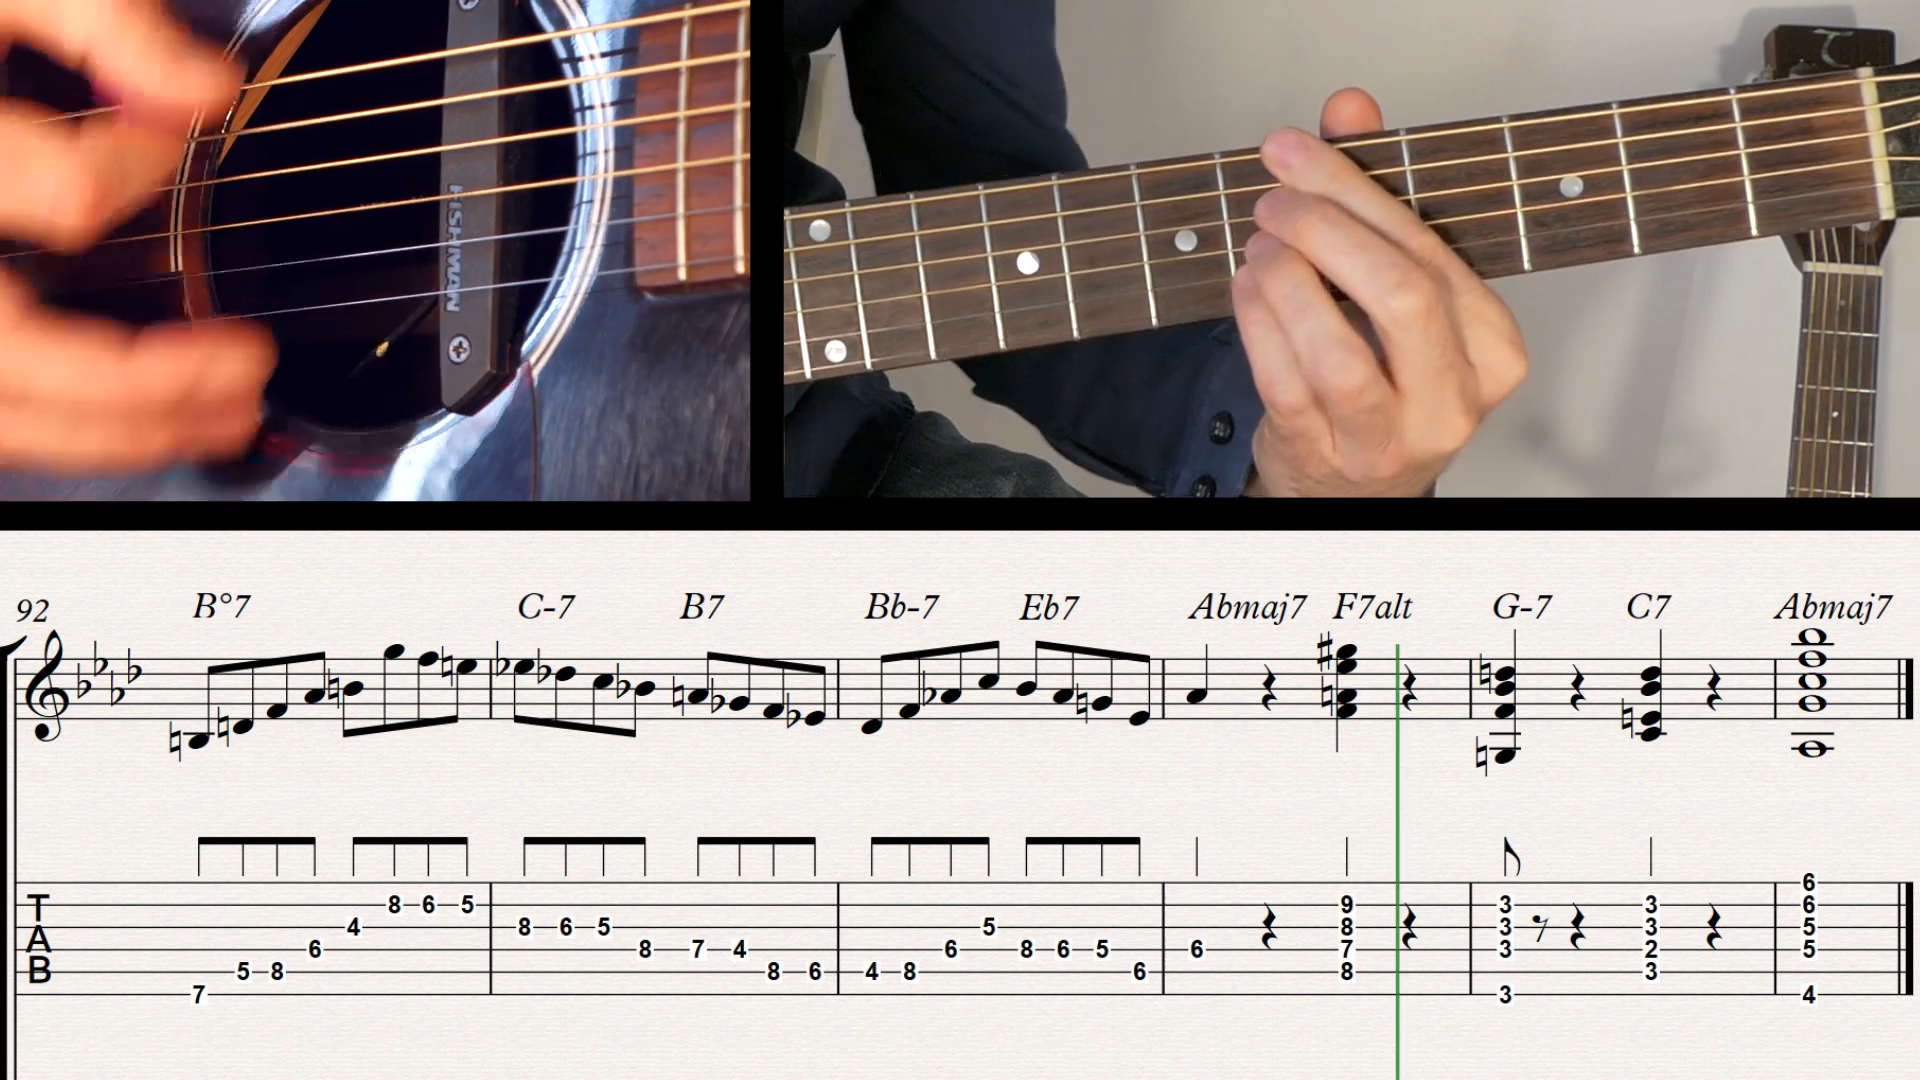 FISHMAN
92 B°7 C-7 B7 Bb-7 Eb7 Abmaj7 F7alt G-7 C7 Abmaj7
T 8 6 5 9 3 3 6 6
A 4 8 6 5 5 8 3 3 5
6 8 7 4 6 8 6 5 6 7 3 2 5
B 5 8 8 6 4 8 6 8 3
7 3 4